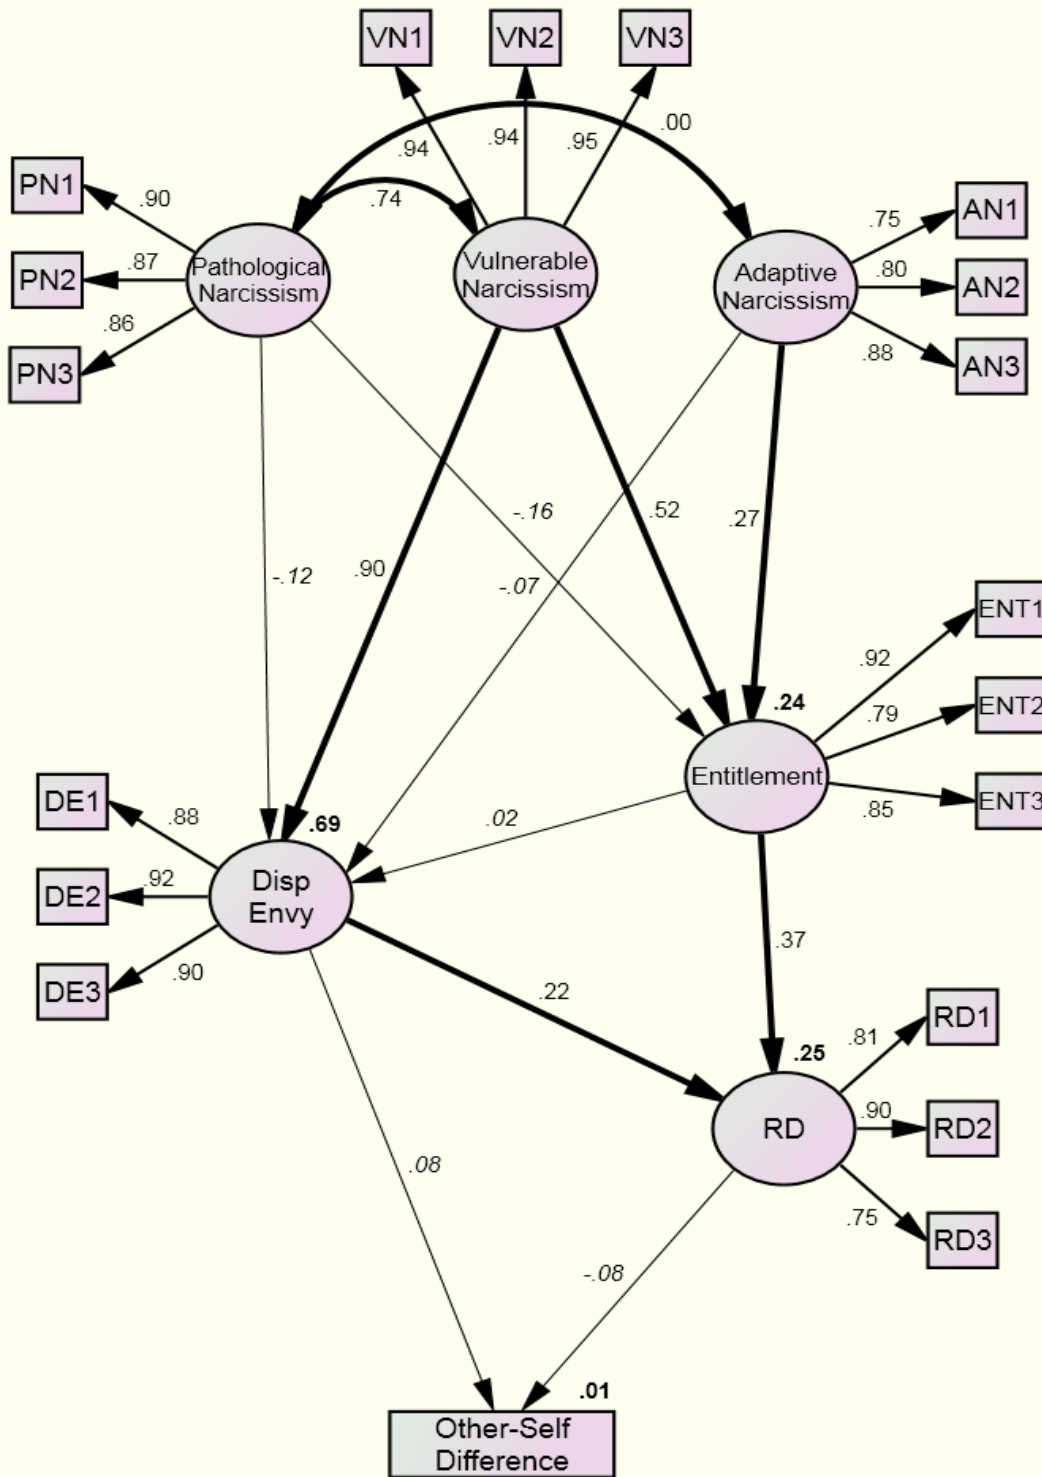 VN1
VN2
VN3
.00
.94
.94
.95
.74
PN1
PN2
PN3
.90
.87
.86
Pathological
Narcissism
Vulnerable
Narcissism
Adaptive
Narcissism
.75
.80
.88
AN1
AN2
AN3
-.16
.52
.27
-.12
.90
-.07
ENT1
ENT2
ENT3
.92
.79
.85
.24
Entitlement
.02
DE1
DE2
DE3
.88
.92
.90
.69
Disp
Envy
.37
.22
.25
RD
.81
.90
.75
RD1
RD2
RD3
.08
-.08
.01
Other-Self
Difference